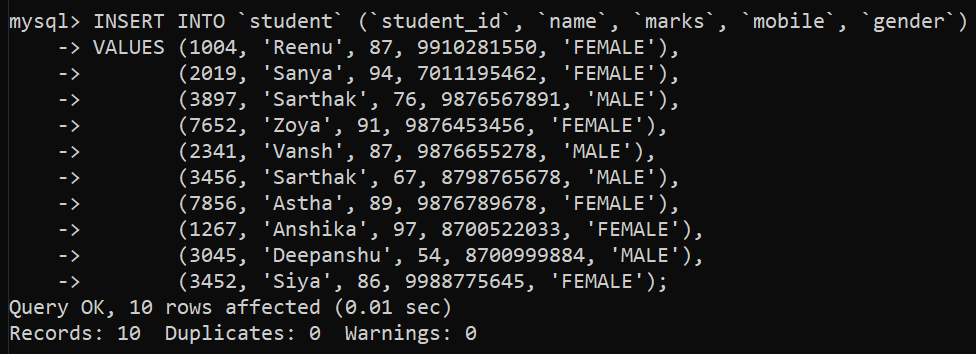 mysql> INSERT INTO `student` (`student_id`, `name`, `marks`, `mobile`, `gender`)
    -> VALUES (1004, 'Reenu', 87, 9910281550, 'FEMALE'),
    ->        (2019, 'Sanya', 94, 7011195462, 'FEMALE'),
    ->        (3897, 'Sarthak', 76, 9876567891, 'MALE'),
    ->        (7652, 'Zoya', 91, 9876453456, 'FEMALE'),
    ->        (2341, 'Vansh', 87, 9876655278, 'MALE'),
    ->        (3456, 'Sarthak', 67, 8798765678, 'MALE'),
    ->        (7856, 'Astha', 89, 9876789678, 'FEMALE'),
    ->        (1267, 'Anshika', 97, 8700522033, 'FEMALE'),
    ->        (3045, 'Deepanshu', 54, 8700999884, 'MALE'),
    ->        (3452, 'Siya', 86, 9988775645, 'FEMALE');
Query OK, 10 rows affected (0.01 sec)
Records: 10  Duplicates: 0  Warnings: 0